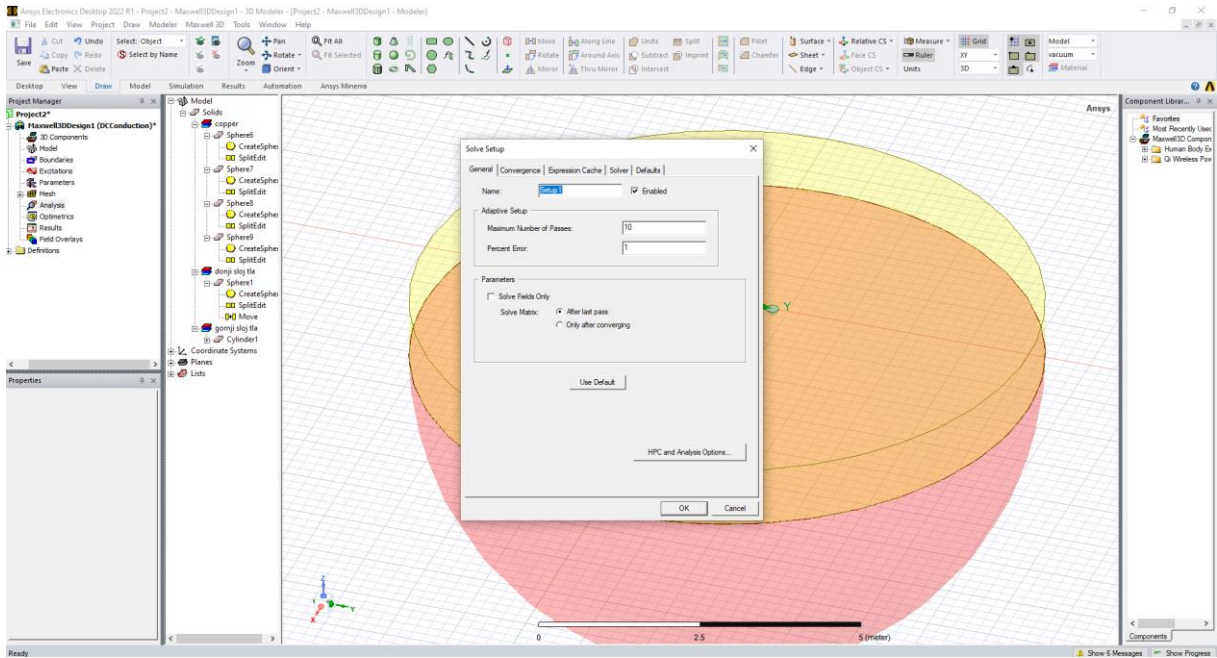 Ansys Electronics Desktop 2022 R1 - Project2 - Maxwell3DDesign1 - 3D Modeler - [Project2 - Maxwell3DDesign1 - Modeler]
File Edit View Project Draw Modeler Maxwell 3D Tools Window Help
Save
Cut Undo
Copy Redo
Paste Delete
Select: Object
Select by Name
Zoom
Pan
Rotate
Orient
Fit All
Fit Selected
Move Along Line Unite Split Fillet
Rotate Around Axis Subtract Imprint Chamfer
Mirror Thru Mirror Intersect
Surface Relative CS
Sheet Face CS
Edge Object CS
Measure
Ruler
Units
Grid
XY
3D
Model
vacuum
Material
Desktop View Draw Model Simulation Results Automation Ansys Minerva
Project Manager
Project2*
Maxwell3DDesign1 (DCConduction)*
3D Components
Model
Boundaries
Excitations
Parameters
Mesh
Analysis
Optimetrics
Results
Field Overlays
Definitions
Properties
Model
Solids
copper
Sphere6
CreateSphe
SplitEdit
Sphere7
CreateSphe
SplitEdit
Sphere8
CreateSphe
SplitEdit
Sphere9
CreateSphe
SplitEdit
donji sloj tla
Sphere1
CreateSphe
SplitEdit
Move
gornji sloj tla
Cylinder1
Coordinate Systems
Planes
Lists
Ansys
Solve Setup
General Convergence Expression Cache Solver Defaults
Name: Setup1 Enabled
Adaptive Setup
Maximum Number of Passes: 10
Percent Error: 1
Parameters
Solve Fields Only
Solve Matrix: After last pass
Only after converging
Use Default
HPC and Analysis Options...
OK Cancel
Y
Z
Y
X
0 2.5 5 (meter)
Component Librar...
Favorites
Most Recently Usec
Maxwell3D Compon
Human Body Ex
Qi Wireless Pow
Components
Ready
Show 6 Messages Show Progress